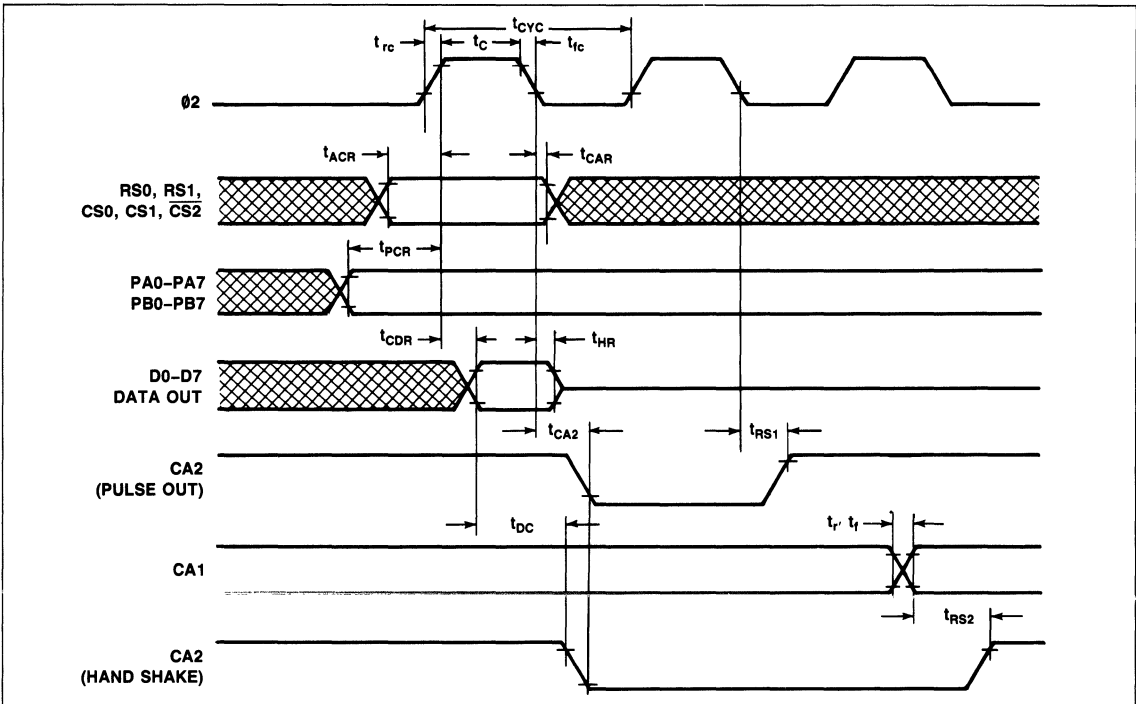 tCYC
trc
tC
tfc
Ø2
tACR
tCAR
RS0, RS1,
CS0, CS1, C̅S̅2̅
tPCR
PA0–PA7
PB0–PB7
tCDR
tHR
D0–D7
DATA OUT
tCA2
tRS1
CA2
(PULSE OUT)
tDC
tr, tf
CA1
tRS2
CA2
(HAND SHAKE)